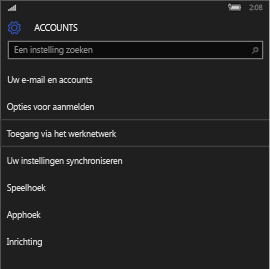 2:08
ACCOUNTS
Een instelling zoeken
Uw e-mail en accounts
Opties voor aanmelden
Toegang via het werknetwerk
Uw instellingen synchroniseren
Speelhoek
Apphoek
Inrichting